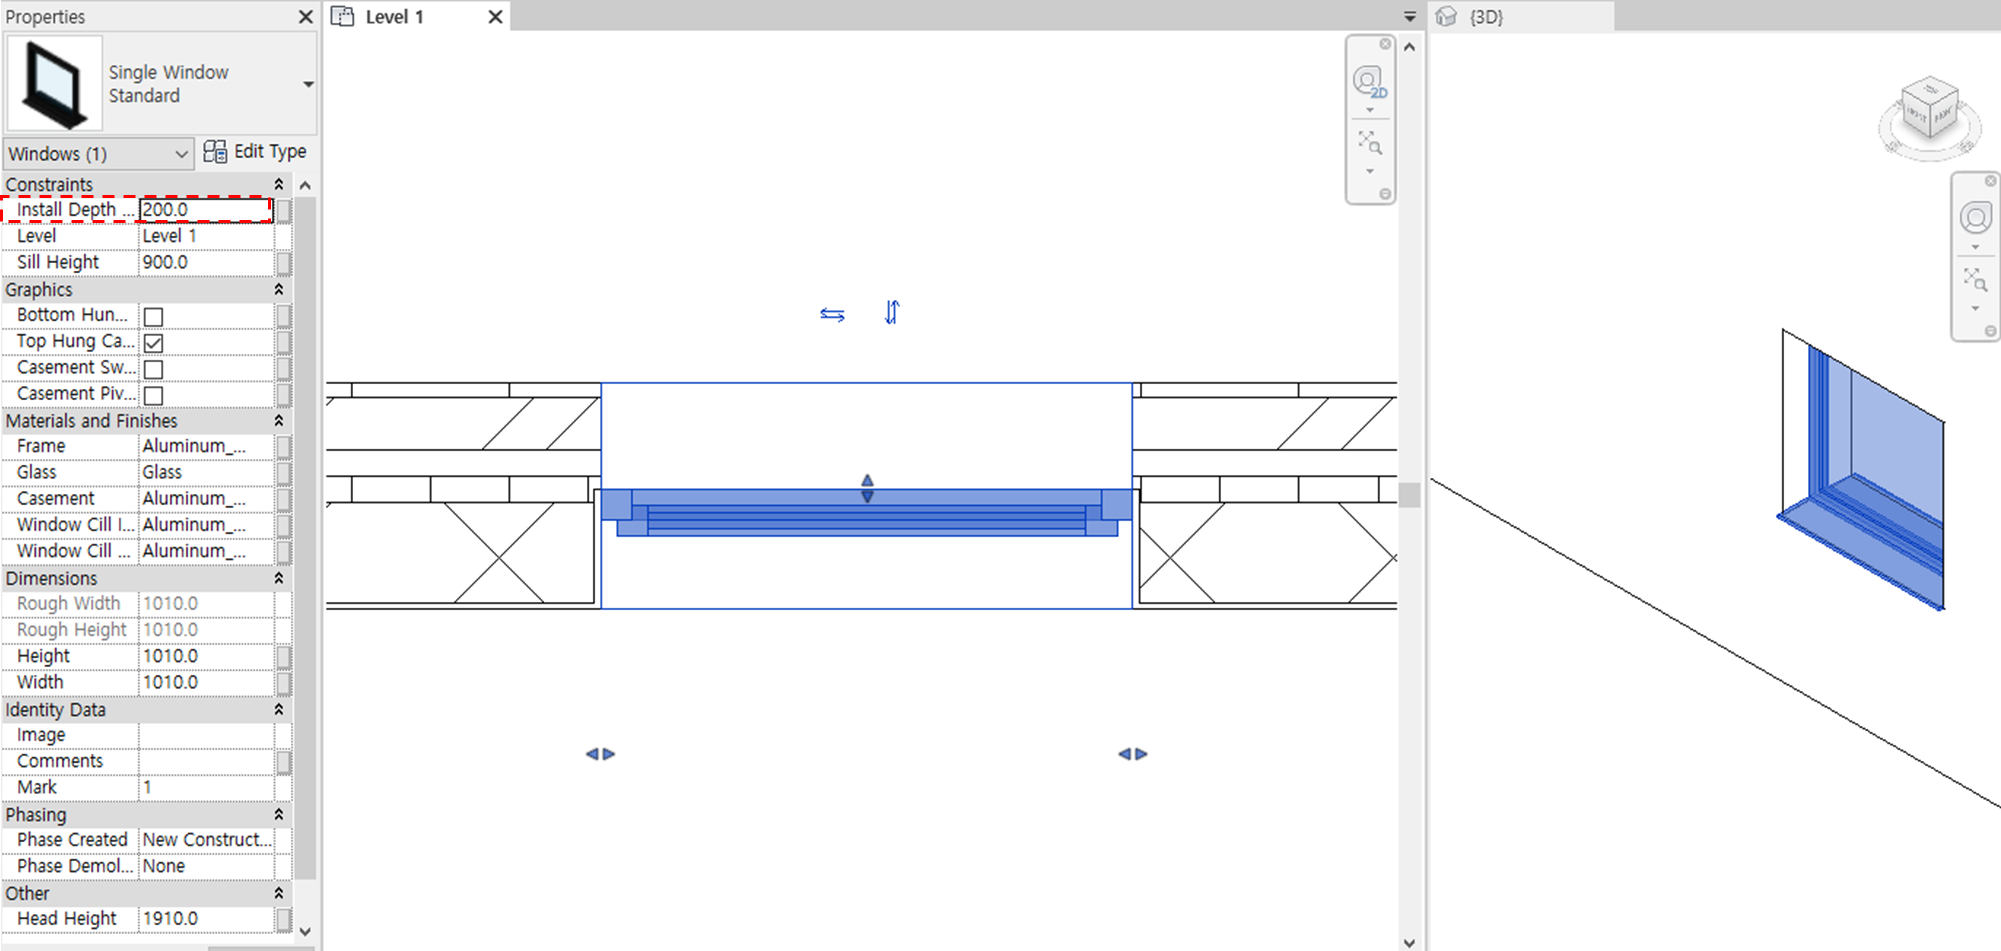 Properties
Single Window
Standard
Windows (1)
Edit Type
Constraints
Install Depth ... 200.0
Level Level 1
Sill Height 900.0
Graphics
Bottom Hun...
Top Hung Ca...
Casement Sw...
Casement Piv...
Materials and Finishes
Frame Aluminum_...
Glass Glass
Casement Aluminum_...
Window Cill I... Aluminum_...
Window Cill ... Aluminum_...
Dimensions
Rough Width 1010.0
Rough Height 1010.0
Height 1010.0
Width 1010.0
Identity Data
Image
Comments
Mark 1
Phasing
Phase Created New Construct...
Phase Demol... None
Other
Head Height 1910.0
Level 1
2D
{3D}